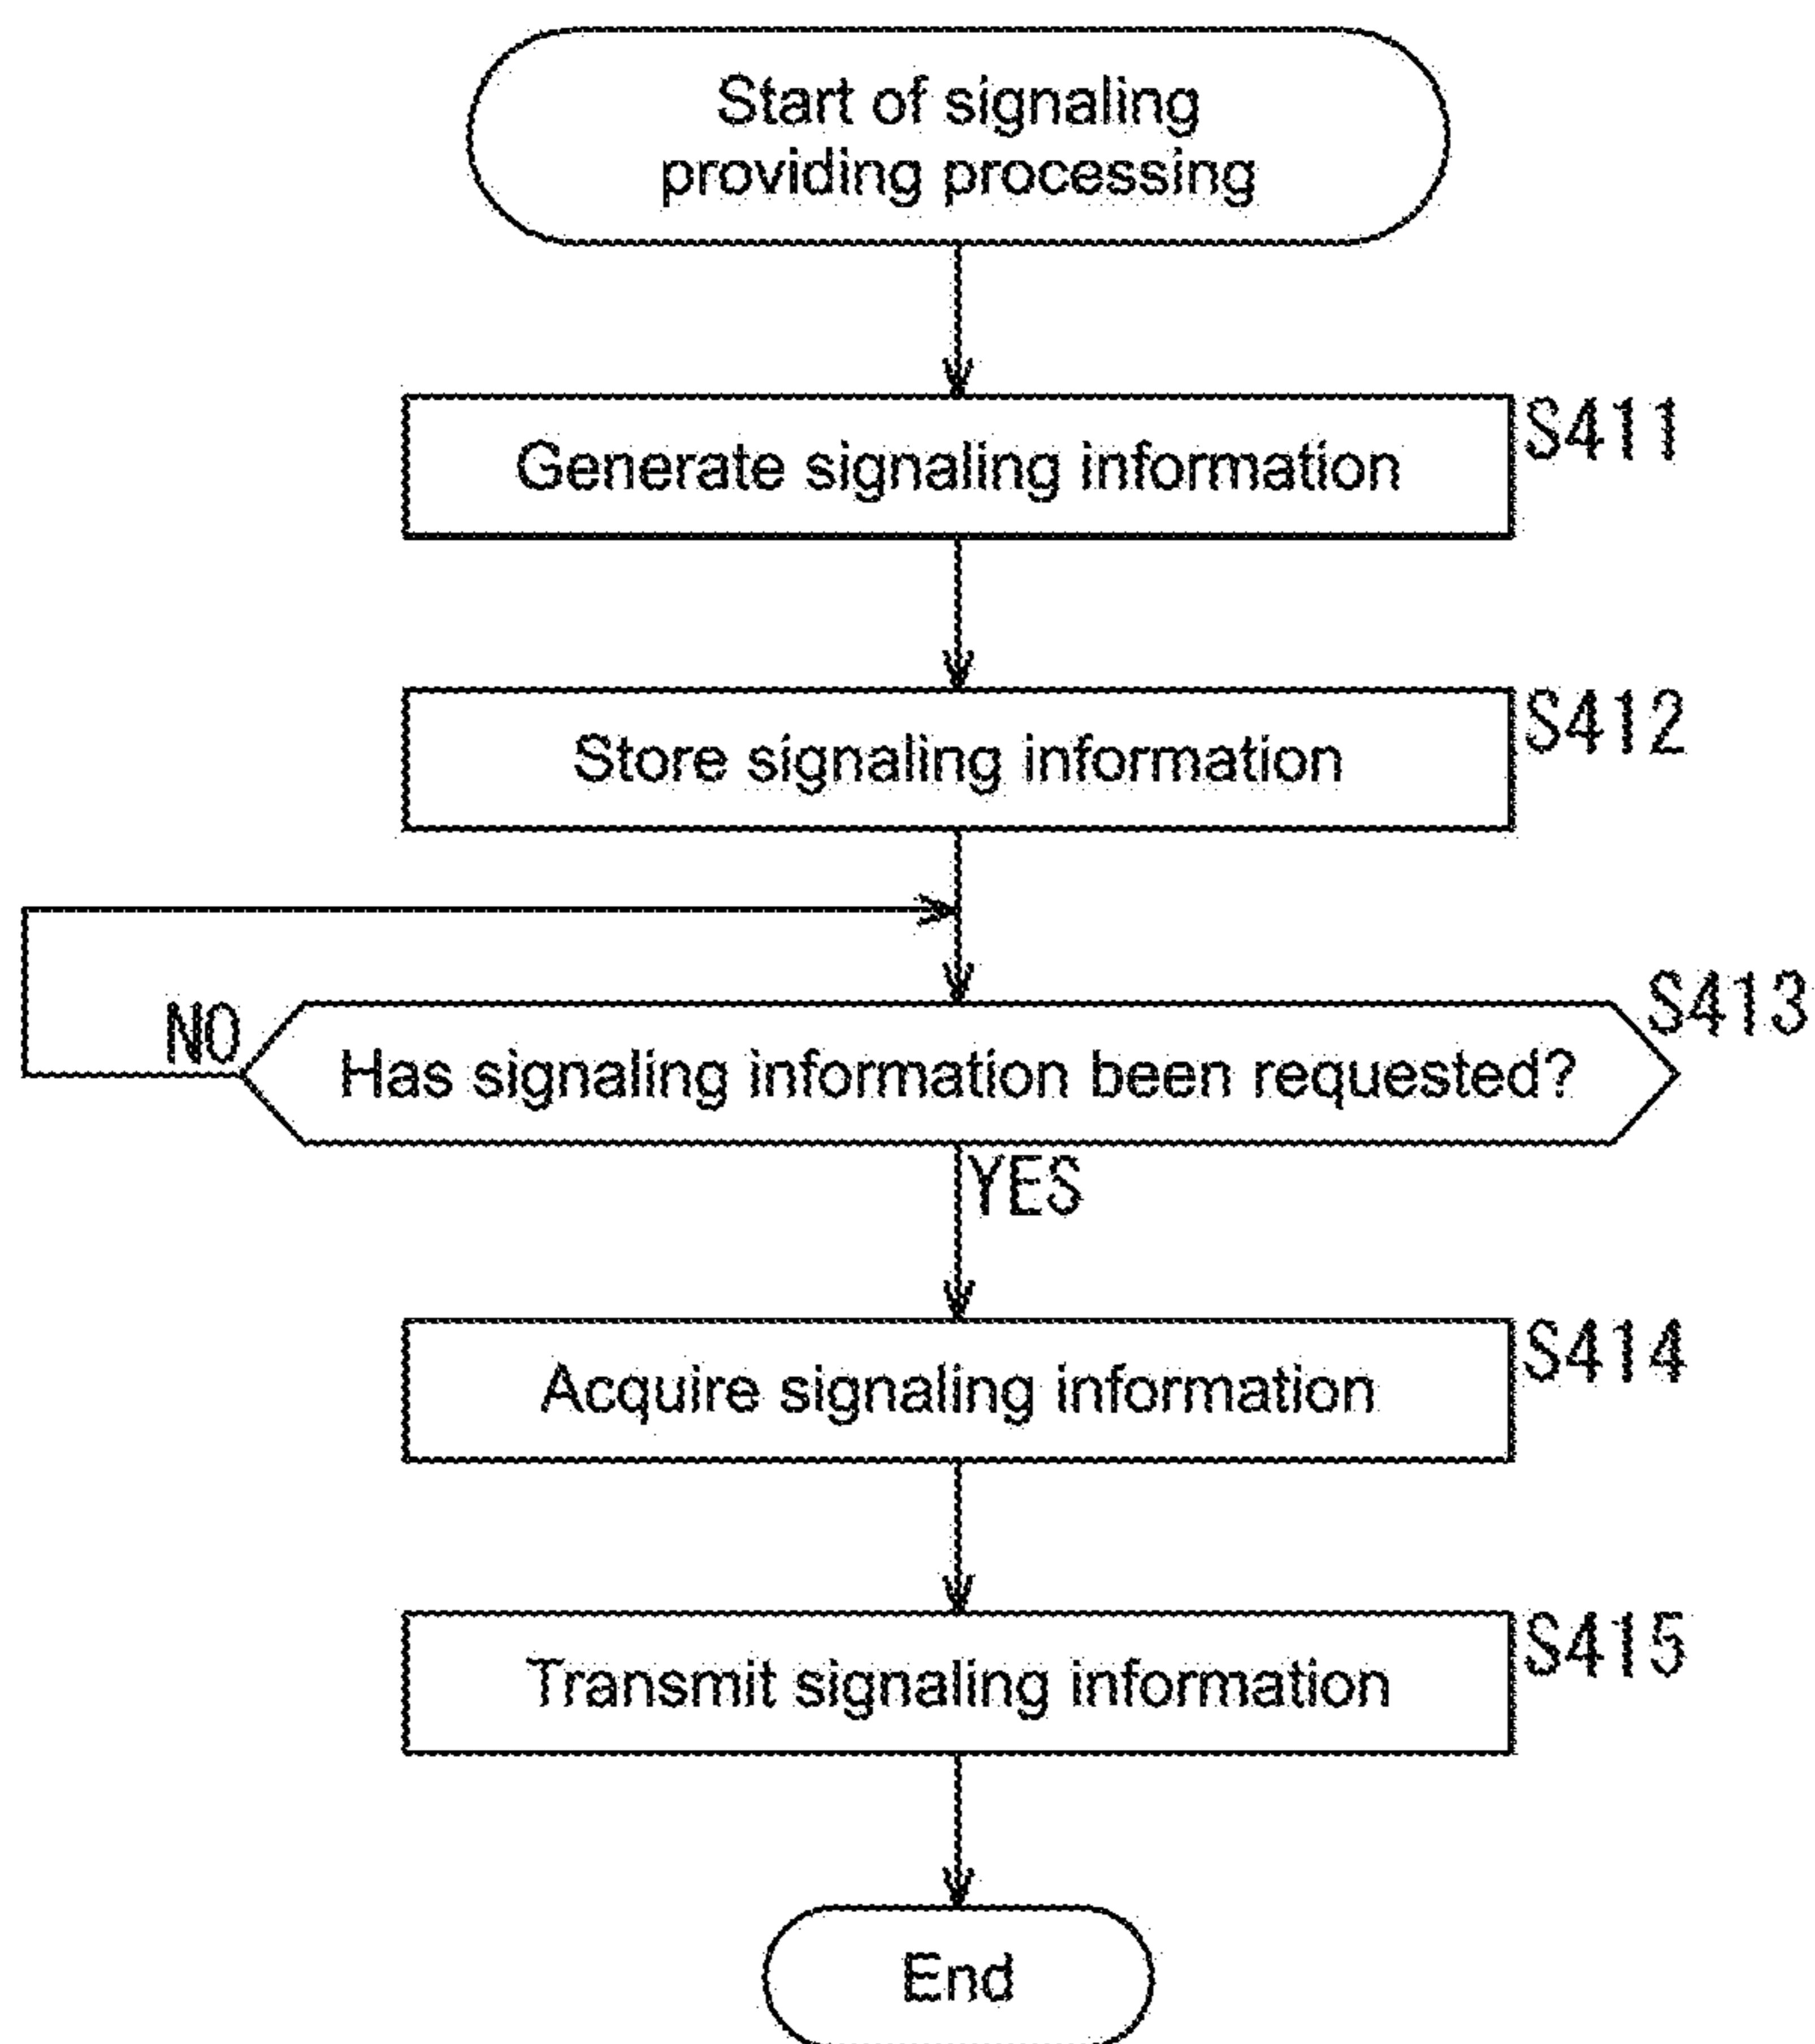 Start of signaling
providing processing
Generate signaling information
S411
Store signaling information
S412
NO
Has signaling information been requested?
S413
YES
Acquire signaling information
S414
Transmit signaling information
S415
End